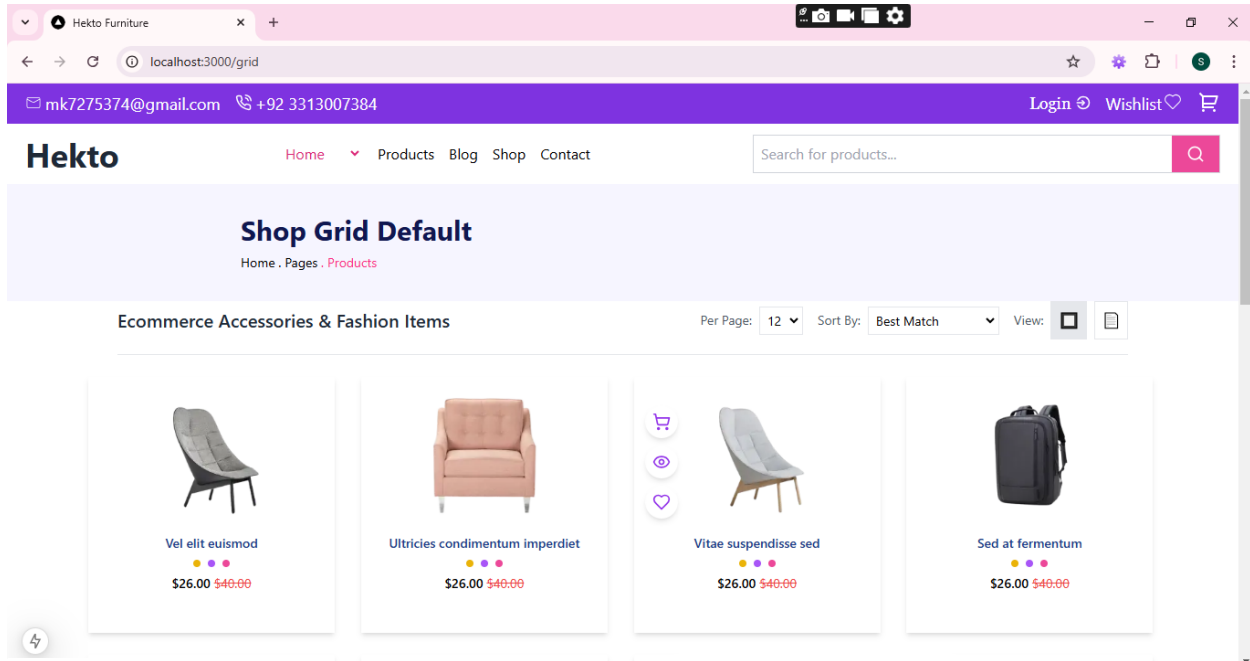 Hekto Furniture
localhost:3000/grid
S
mk7275374@gmail.com +92 3313007384 Login Wishlist
Hekto Home Products Blog Shop Contact Search for products...
Shop Grid Default
Home . Pages . Products
Ecommerce Accessories & Fashion Items Per Page: 12 Sort By: Best Match View:
Vel elit euismod
$26.00 $40.00
Ultricies condimentum imperdiet
$26.00 $40.00
Vitae suspendisse sed
$26.00 $40.00
Sed at fermentum
$26.00 $40.00